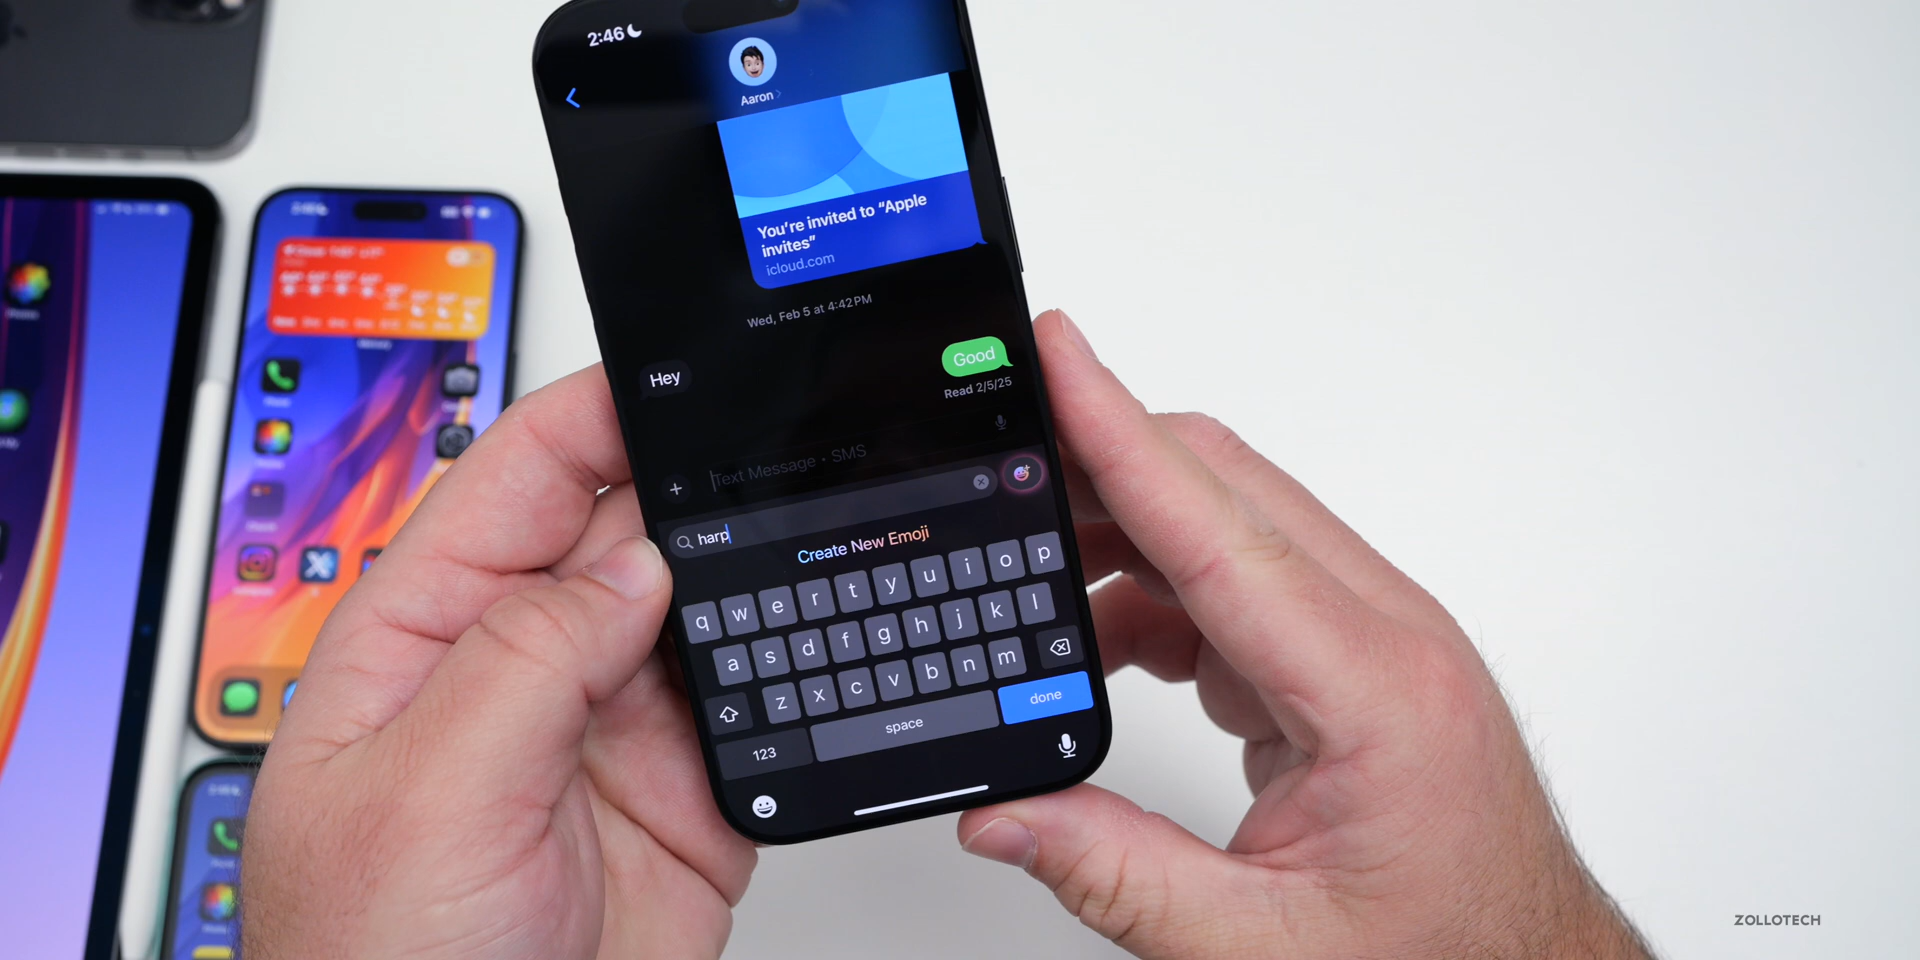 2:46
Aaron
You're invited to “Apple
invites”
icloud.com
Wed, Feb 5 at 4:42 PM
Hey
Good
Read 2/5/25
Text Message • SMS
harp
Create New Emoji
q w e r t y u i o p
a s d f g h j k l
z x c v b n m
123 space done
ZOLLOTECH